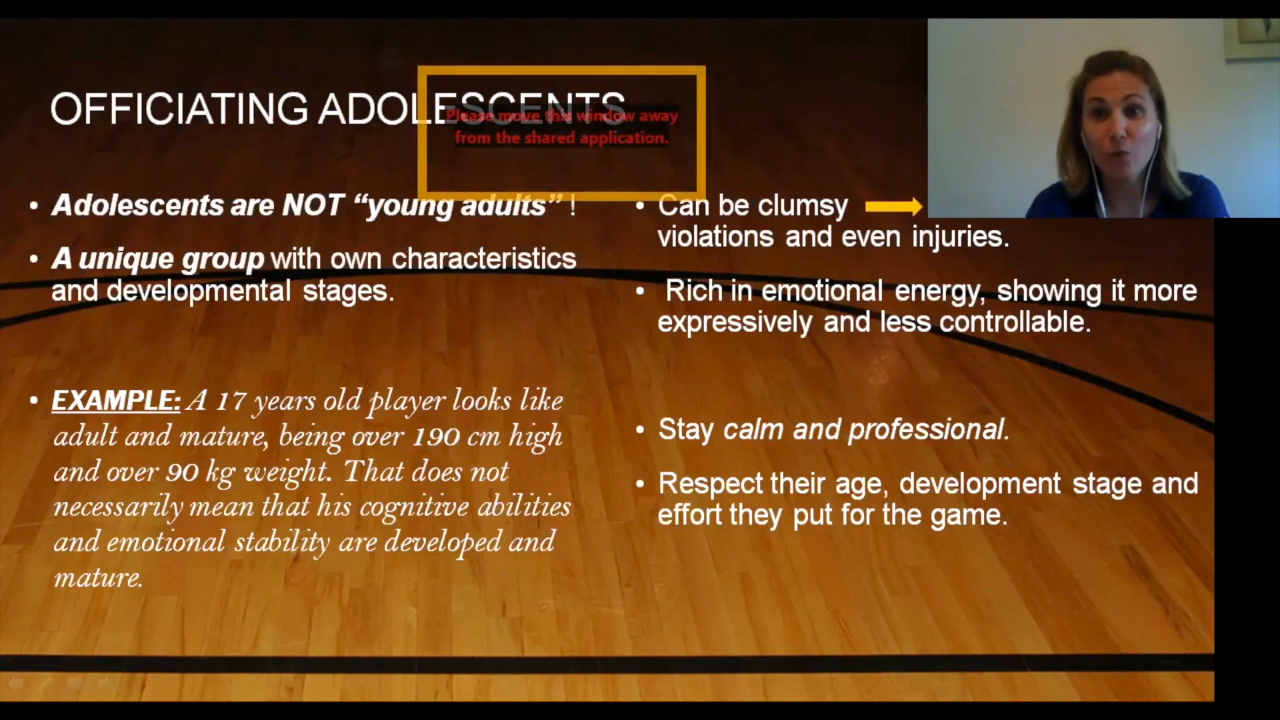 OFFICIATING ADOLESCENTS
Please move this window away
from the shared application.
• Adolescents are NOT “young adults” !
• A unique group with own characteristics
and developmental stages.
• EXAMPLE: A 17 years old player looks like
adult and mature, being over 190 cm high
and over 90 kg weight. That does not
necessarily mean that his cognitive abilities
and emotional stability are developed and
mature.
• Can be clumsy
violations and even injuries.
• Rich in emotional energy, showing it more
expressively and less controllable.
• Stay calm and professional.
• Respect their age, development stage and
effort they put for the game.